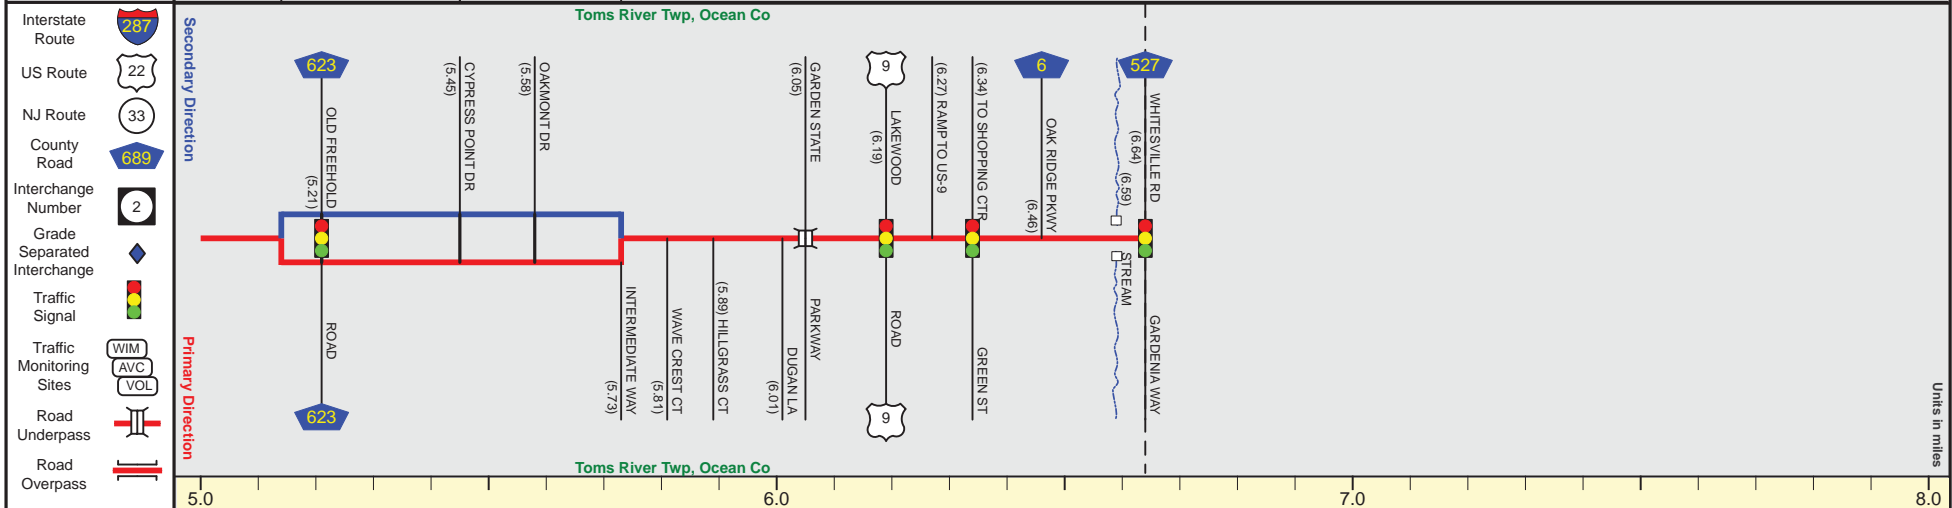 Interstate
Route
287
US Route
22
NJ Route
33
County
Road
689
Interchange
Number
2
Grade
Separated
Interchange
Traffic
Signal
Traffic
Monitoring
Sites
WIM
AVC
VOL
Road
Underpass
Road
Overpass
Secondary Direction
Primary Direction
Toms River Twp, Ocean Co
623
OLD FREEHOLD
(5.21)
ROAD
623
CYPRESS POINT DR
(5.45)
OAKMONT DR
(5.58)
INTERMEDIATE WAY
(5.73)
WAVE CREST CT
(5.81)
(5.89) HILLGRASS CT
DUGAN LA
(6.01)
GARDEN STATE
(6.05)
PARKWAY
9
LAKEWOOD
(6.19)
ROAD
9
(6.27) RAMP TO US-9
(6.34) TO SHOPPING CTR
GREEN ST
6
OAK RIDGE PKWY
(6.46)
(6.59)
STREAM
527
WHITESVILLE RD
(6.64)
GARDENIA WAY
Toms River Twp, Ocean Co
Units in miles
5.0
6.0
7.0
8.0